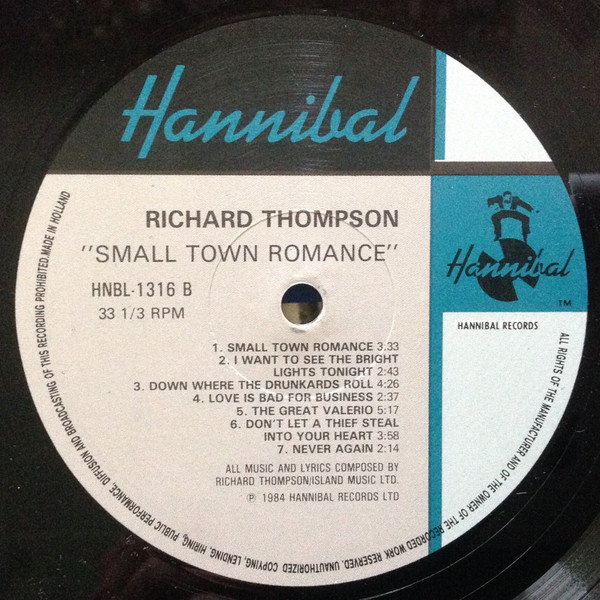 Hannibal
RICHARD THOMPSON
"SMALL TOWN ROMANCE"
HNBL-1316 B
33 1/3 RPM
Hannibal
TM
HANNIBAL RECORDS
1. SMALL TOWN ROMANCE 3:33
2. I WANT TO SEE THE BRIGHT
LIGHTS TONIGHT 2:43
3. DOWN WHERE THE DRUNKARDS ROLL 4:26
4. LOVE IS BAD FOR BUSINESS 2:37
5. THE GREAT VALERIO 5:17
6. DON'T LET A THIEF STEAL
INTO YOUR HEART 3:58
7. NEVER AGAIN 2:14
ALL MUSIC AND LYRICS COMPOSED BY
RICHARD THOMPSON/ISLAND MUSIC LTD.
℗ 1984 HANNIBAL RECORDS LTD
ALL RIGHTS OF THE MANUFACTURER AND OF THE OWNER OF THE RECORDED WORK RESERVED. UNAUTHORIZED COPYING, LENDING, HIRING, PUBLIC PERFORMANCE, DIFFUSION AND BROADCASTING OF THIS RECORDING PROHIBITED.MADE IN HOLLAND